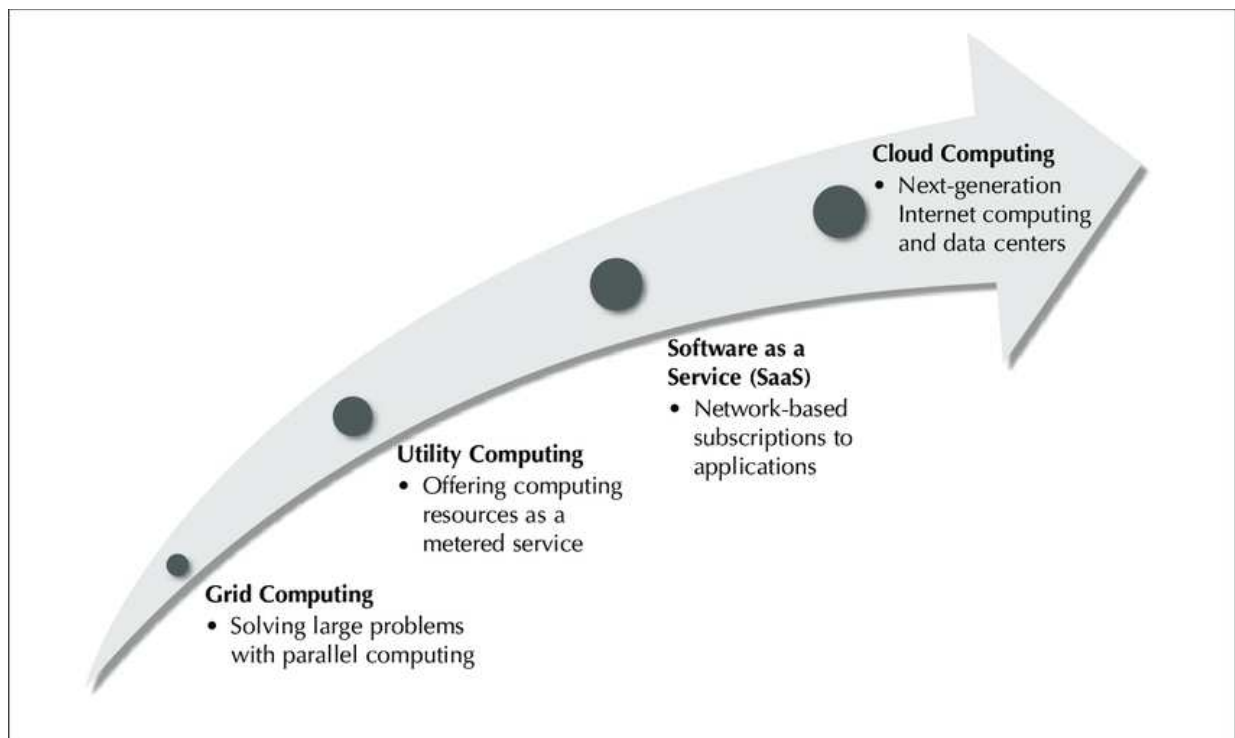 Cloud Computing
• Next-generation
Internet computing
and data centers
Software as a
Service (SaaS)
• Network-based
subscriptions to
applications
Utility Computing
• Offering computing
resources as a
metered service
Grid Computing
• Solving large problems
with parallel computing